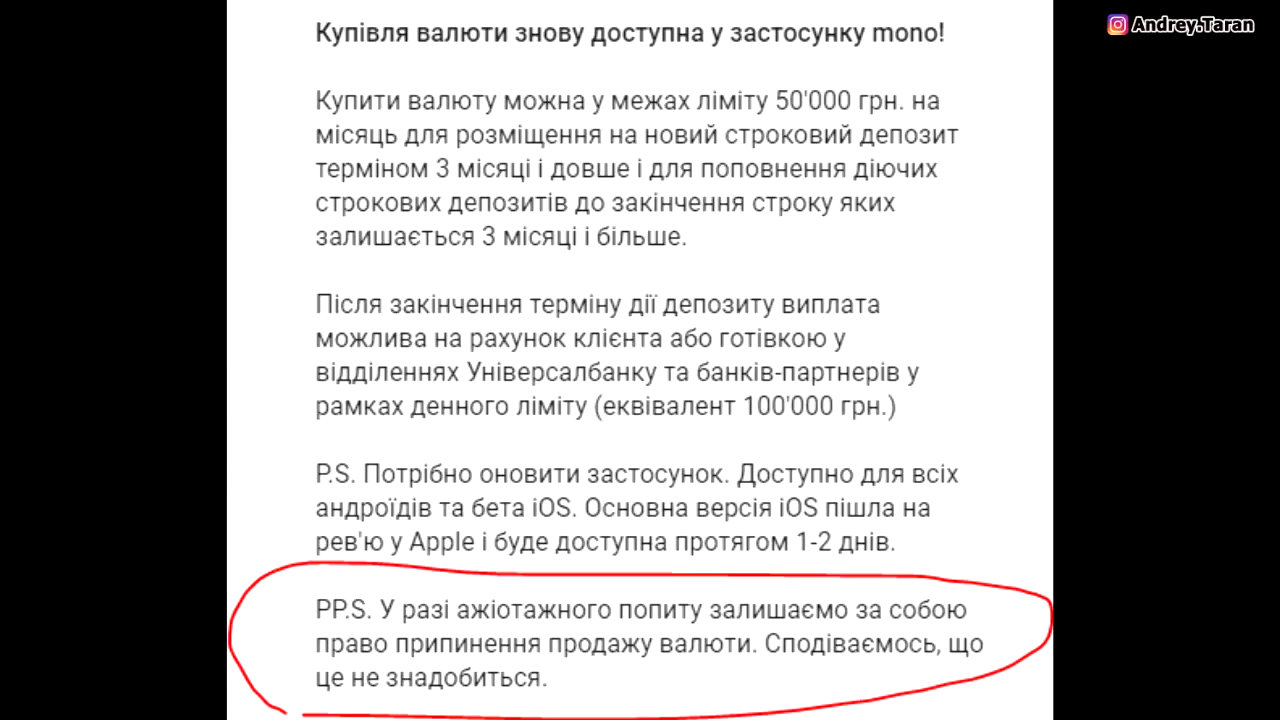 Andrey.Taran
Купівля валюти знову доступна у застосунку mono!
Купити валюту можна у межах ліміту 50'000 грн. на
місяць для розміщення на новий строковий депозит
терміном 3 місяці і довше і для поповнення діючих
строкових депозитів до закінчення строку яких
залишається 3 місяці і більше.
Після закінчення терміну дії депозиту виплата
можлива на рахунок клієнта або готівкою у
відділеннях Універсалбанку та банків-партнерів у
рамках денного ліміту (еквівалент 100'000 грн.)
P.S. Потрібно оновити застосунок. Доступно для всіх
андроїдів та бета iOS. Основна версія iOS пішла на
рев'ю у Apple і буде доступна протягом 1-2 днів.
PP.S. У разі ажіотажного попиту залишаємо за собою
право припинення продажу валюти. Сподіваємось, що
це не знадобиться.